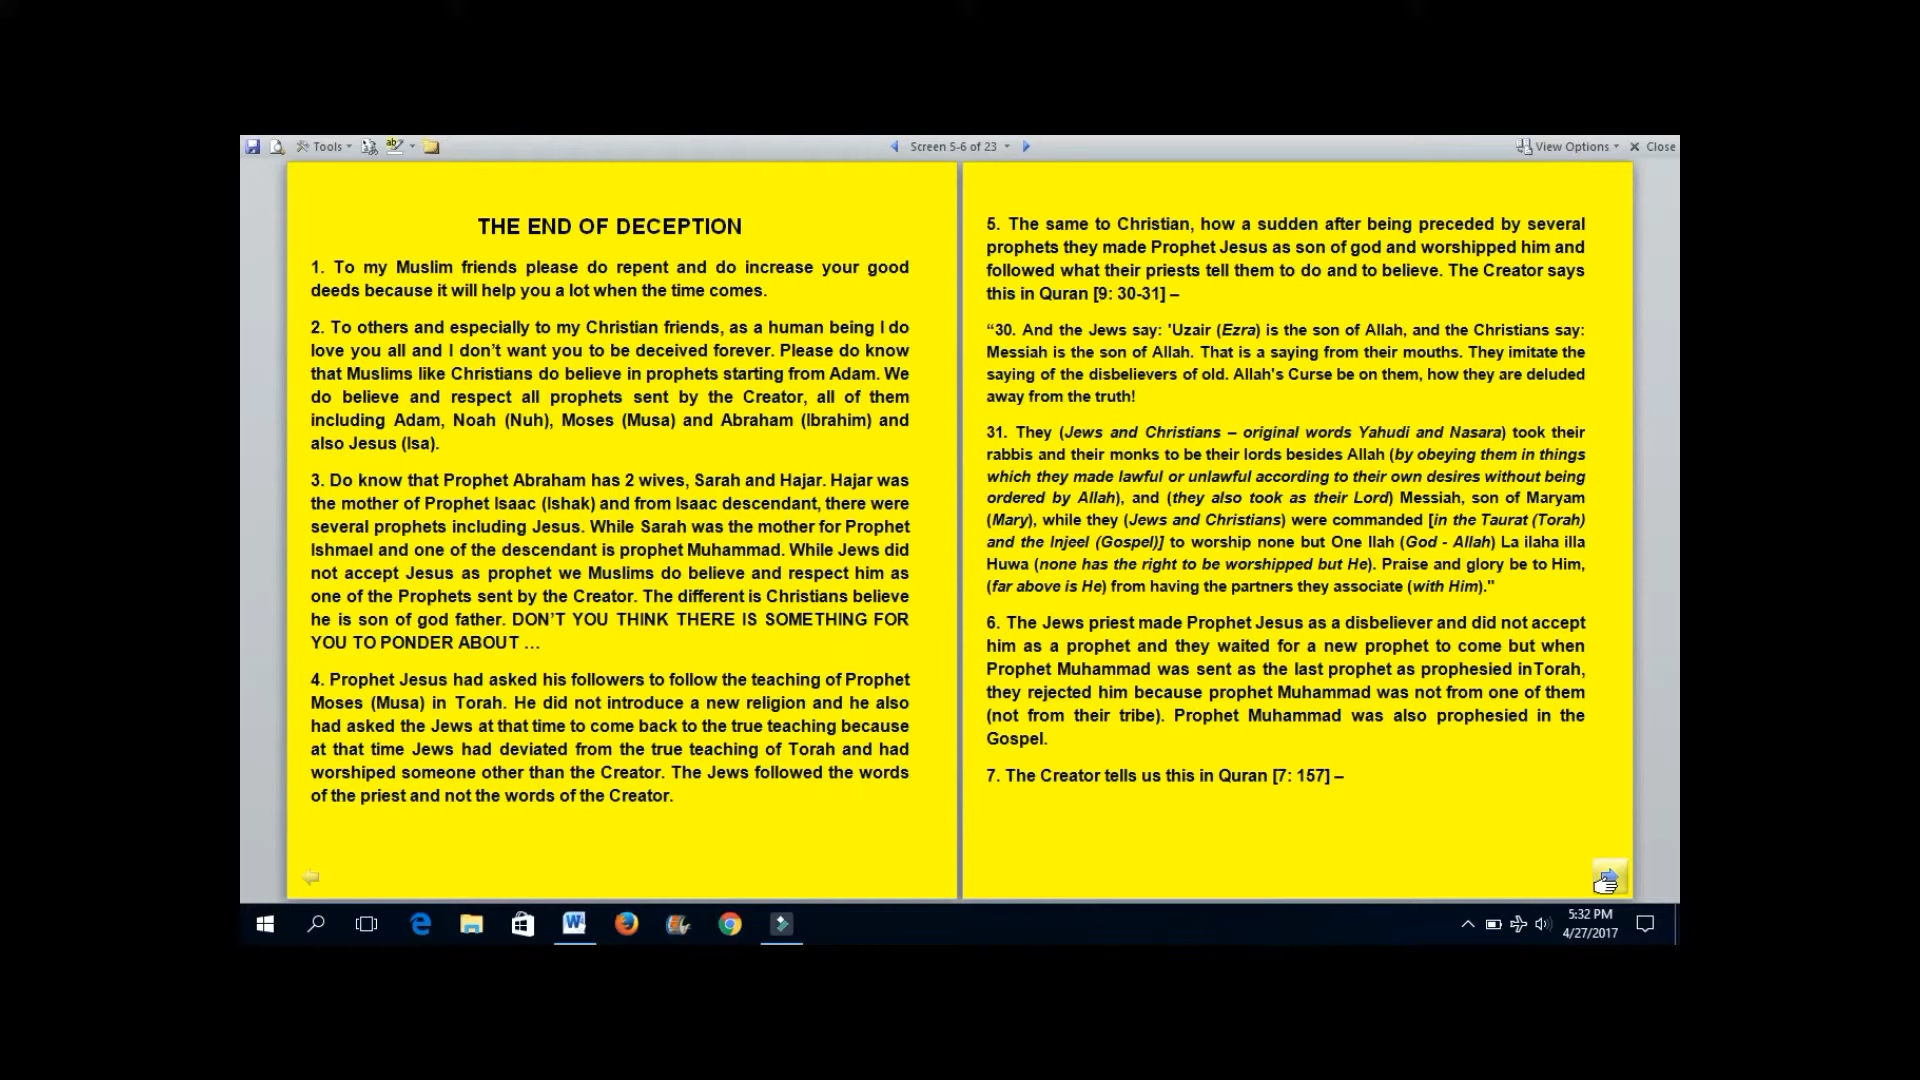 Tools
Screen 5-6 of 23
View Options
Close
THE END OF DECEPTION
1. To my Muslim friends please do repent and do increase your good
deeds because it will help you a lot when the time comes.
2. To others and especially to my Christian friends, as a human being I do
love you all and I don’t want you to be deceived forever. Please do know
that Muslims like Christians do believe in prophets starting from Adam. We
do believe and respect all prophets sent by the Creator, all of them
including Adam, Noah (Nuh), Moses (Musa) and Abraham (Ibrahim) and
also Jesus (Isa).
3. Do know that Prophet Abraham has 2 wives, Sarah and Hajar. Hajar was
the mother of Prophet Isaac (Ishak) and from Isaac descendant, there were
several prophets including Jesus. While Sarah was the mother for Prophet
Ishmael and one of the descendant is prophet Muhammad. While Jews did
not accept Jesus as prophet we Muslims do believe and respect him as
one of the Prophets sent by the Creator. The different is Christians believe
he is son of god father. DON’T YOU THINK THERE IS SOMETHING FOR
YOU TO PONDER ABOUT …
4. Prophet Jesus had asked his followers to follow the teaching of Prophet
Moses (Musa) in Torah. He did not introduce a new religion and he also
had asked the Jews at that time to come back to the true teaching because
at that time Jews had deviated from the true teaching of Torah and had
worshiped someone other than the Creator. The Jews followed the words
of the priest and not the words of the Creator.
5. The same to Christian, how a sudden after being preceded by several
prophets they made Prophet Jesus as son of god and worshipped him and
followed what their priests tell them to do and to believe. The Creator says
this in Quran [9: 30-31] –
“30. And the Jews say: 'Uzair (Ezra) is the son of Allah, and the Christians say:
Messiah is the son of Allah. That is a saying from their mouths. They imitate the
saying of the disbelievers of old. Allah's Curse be on them, how they are deluded
away from the truth!
31. They (Jews and Christians – original words Yahudi and Nasara) took their
rabbis and their monks to be their lords besides Allah (by obeying them in things
which they made lawful or unlawful according to their own desires without being
ordered by Allah), and (they also took as their Lord) Messiah, son of Maryam
(Mary), while they (Jews and Christians) were commanded [in the Taurat (Torah)
and the Injeel (Gospel)] to worship none but One Ilah (God - Allah) La ilaha illa
Huwa (none has the right to be worshipped but He). Praise and glory be to Him,
(far above is He) from having the partners they associate (with Him)."
6. The Jews priest made Prophet Jesus as a disbeliever and did not accept
him as a prophet and they waited for a new prophet to come but when
Prophet Muhammad was sent as the last prophet as prophesied in Torah,
they rejected him because prophet Muhammad was not from one of them
(not from their tribe). Prophet Muhammad was also prophesied in the
Gospel.
7. The Creator tells us this in Quran [7: 157] –
5:32 PM
4/27/2017